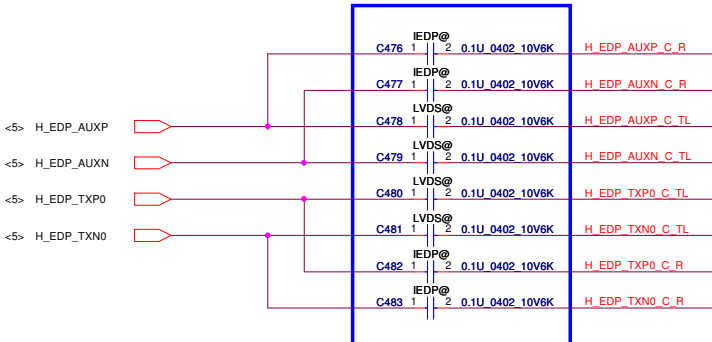 IEDP@
C476 1 2 0.1U_0402_10V6K H_EDP_AUXP_C_R
IEDP@
C477 1 2 0.1U_0402_10V6K H_EDP_AUXN_C_R
LVDS@
<5> H_EDP_AUXP C478 1 2 0.1U_0402_10V6K H_EDP_AUXP_C_TL
LVDS@
<5> H_EDP_AUXN C479 1 2 0.1U_0402_10V6K H_EDP_AUXN_C_TL
LVDS@
<5> H_EDP_TXP0 C480 1 2 0.1U_0402_10V6K H_EDP_TXP0_C_TL
LVDS@
<5> H_EDP_TXN0 C481 1 2 0.1U_0402_10V6K H_EDP_TXN0_C_TL
IEDP@
C482 1 2 0.1U_0402_10V6K H_EDP_TXP0_C_R
IEDP@
C483 1 2 0.1U_0402_10V6K H_EDP_TXN0_C_R